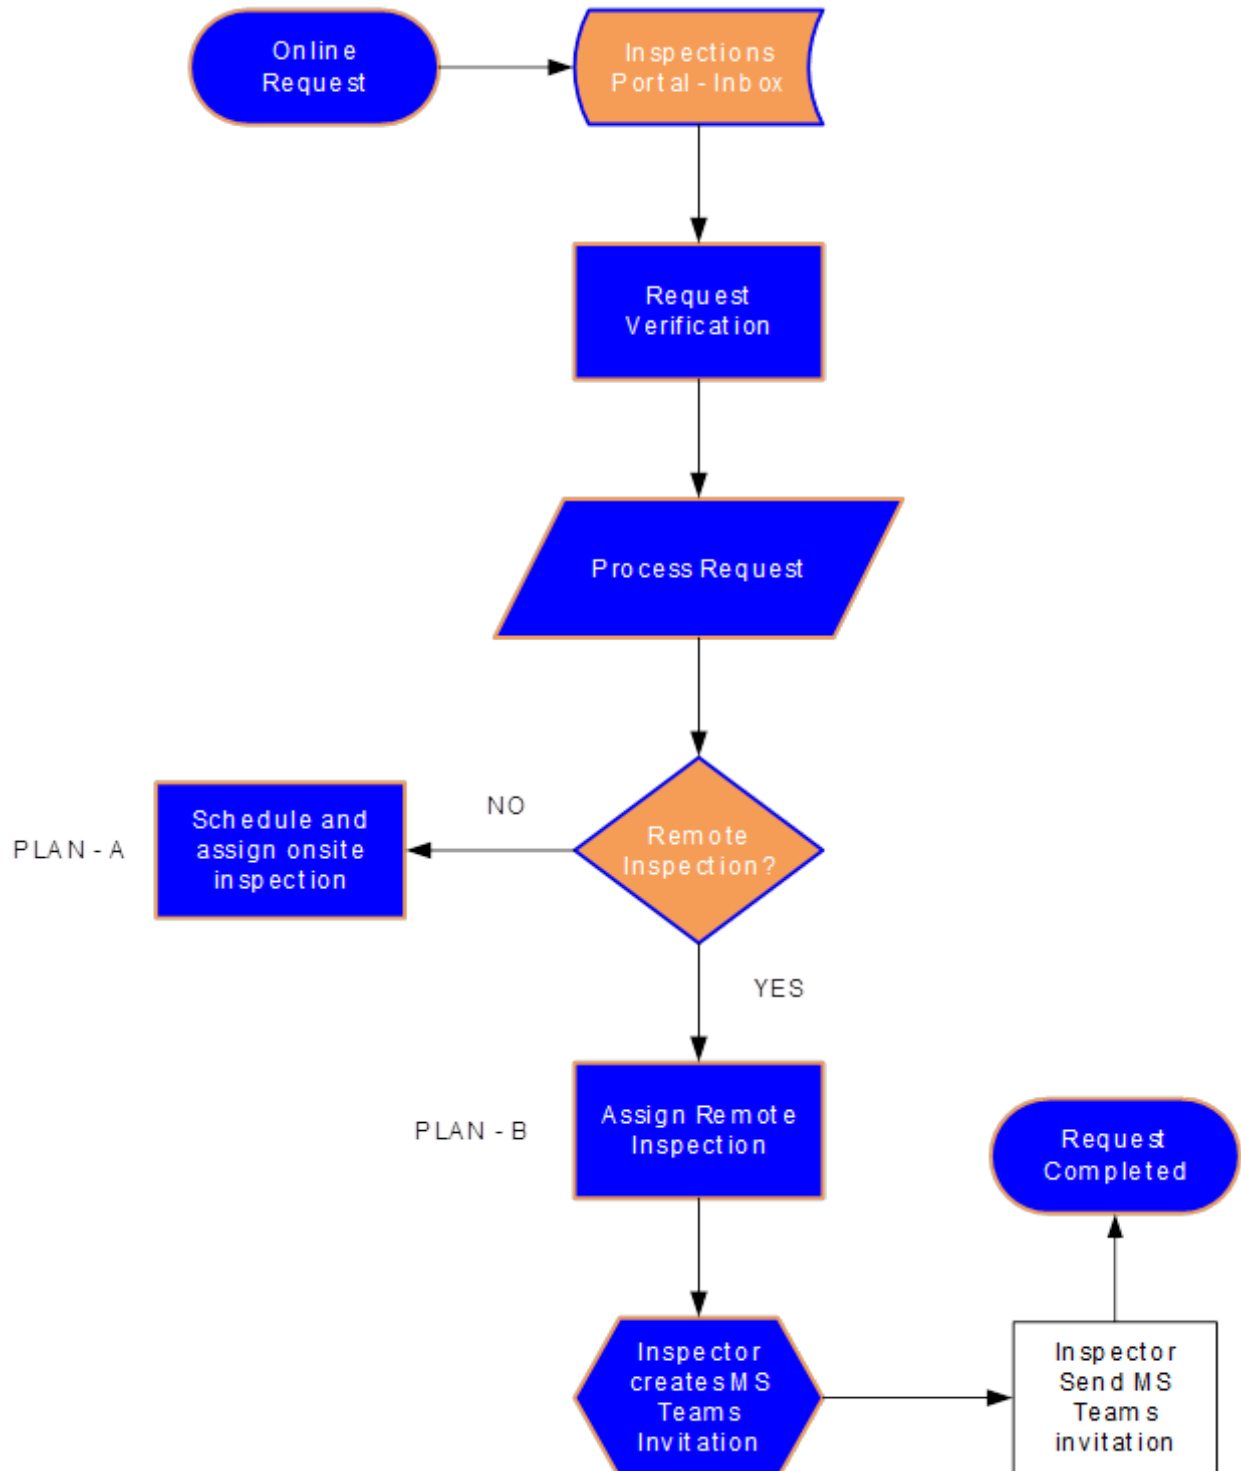 Online
Request
Inspections
Portal - Inbox
Request
Verification
Process Request
Remote
Inspection?
NO
Schedule and
assign onsite
inspection
PLAN - A
YES
Assign Remote
Inspection
PLAN - B
Inspector
creates MS
Teams
Invitation
Inspector
Send MS
Teams
invitation
Request
Completed